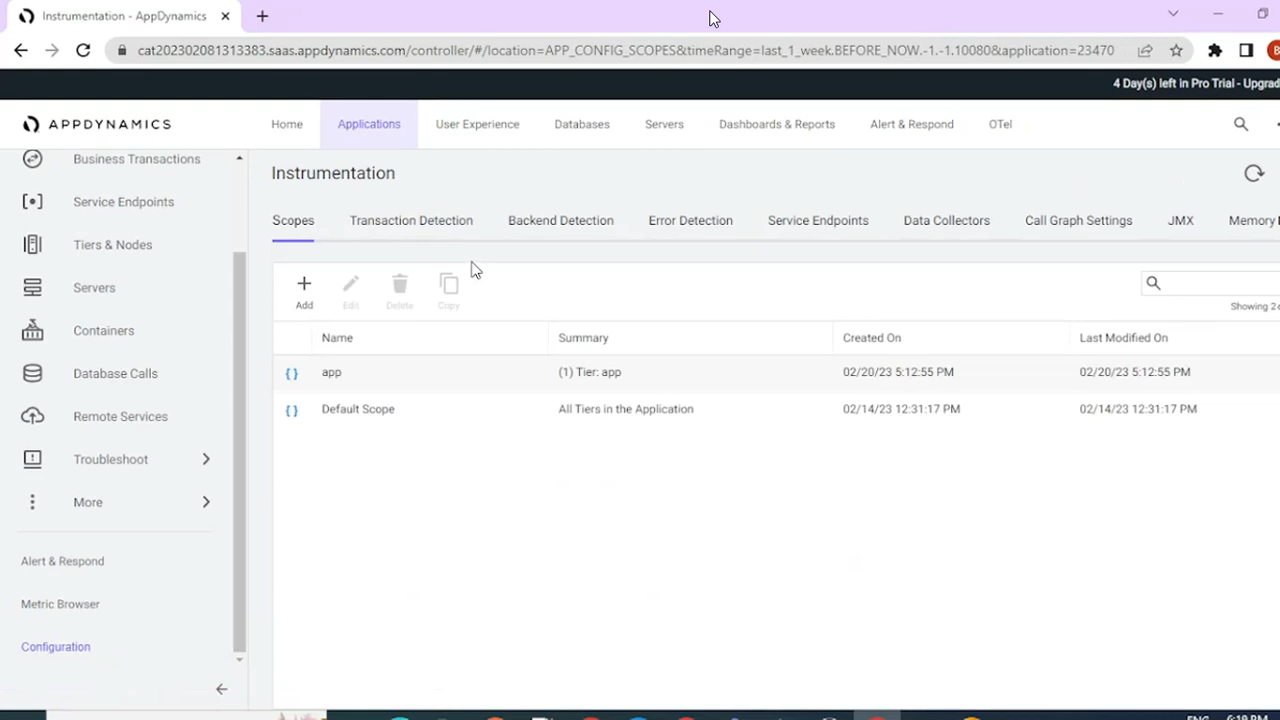 Instrumentation - AppDynamics
cat202302081313383.saas.appdynamics.com/controller/#/location=APP_CONFIG_SCOPES&timeRange=last_1_week.BEFORE_NOW.-1.-1.10080&application=23470
4 Day(s) left in Pro Trial - Upgrad
APPDYNAMICS Home Applications User Experience Databases Servers Dashboards & Reports Alert & Respond OTel
Business Transactions
Service Endpoints
Tiers & Nodes
Servers
Containers
Database Calls
Remote Services
Troubleshoot
More
Alert & Respond
Metric Browser
Configuration
Instrumentation
Scopes Transaction Detection Backend Detection Error Detection Service Endpoints Data Collectors Call Graph Settings JMX Memory
Add Edit Delete Copy
Showing 2
Name Summary Created On Last Modified On
{ } app (1) Tier: app 02/20/23 5:12:55 PM 02/20/23 5:12:55 PM
{ } Default Scope All Tiers in the Application 02/14/23 12:31:17 PM 02/14/23 12:31:17 PM